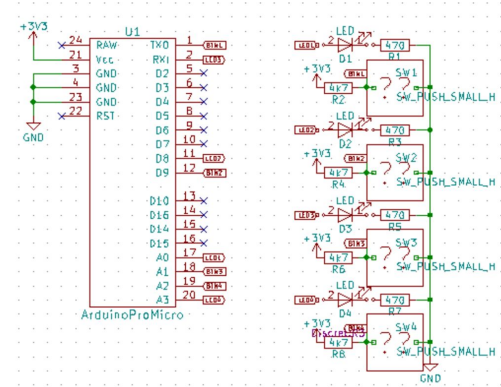 +3V3
GND
U1
24 RAW
21 Vcc
3 GND
4 GND
23 GND
22 RST
TXO 1 BTN1
RXI 2 LED3
D2 5
D3 6
D4 7
D5 8
D6 9
D7 10
D8 11 LED2
D9 12 BTN2
D10 13
D16 14
D14 15
D15 16
A0 17 LED1
A1 18 BTN3
A2 19 BTN4
A3 20 LED4
ArduinoProMicro
LED
LED1 2 1 470
D1 R1
+3V3 BTN1 SW1
4k7 ? ?
R2 SW_PUSH_SMALL_H
LED
LED2 2 1 470
D2 R3
+3V3 BTN2 SW2
4k7 ? ?
R4 SW_PUSH_SMALL_H
LED
LED3 2 1 470
D3 R5
+3V3 BTN3 SW3
4k7 ? ?
R6 SW_PUSH_SMALL_H
LED
LED4 2 1 470
D4 R7
+3V3 BTN4 SW4
4k7 ? ?
R8 SW_PUSH_SMALL_H
GND